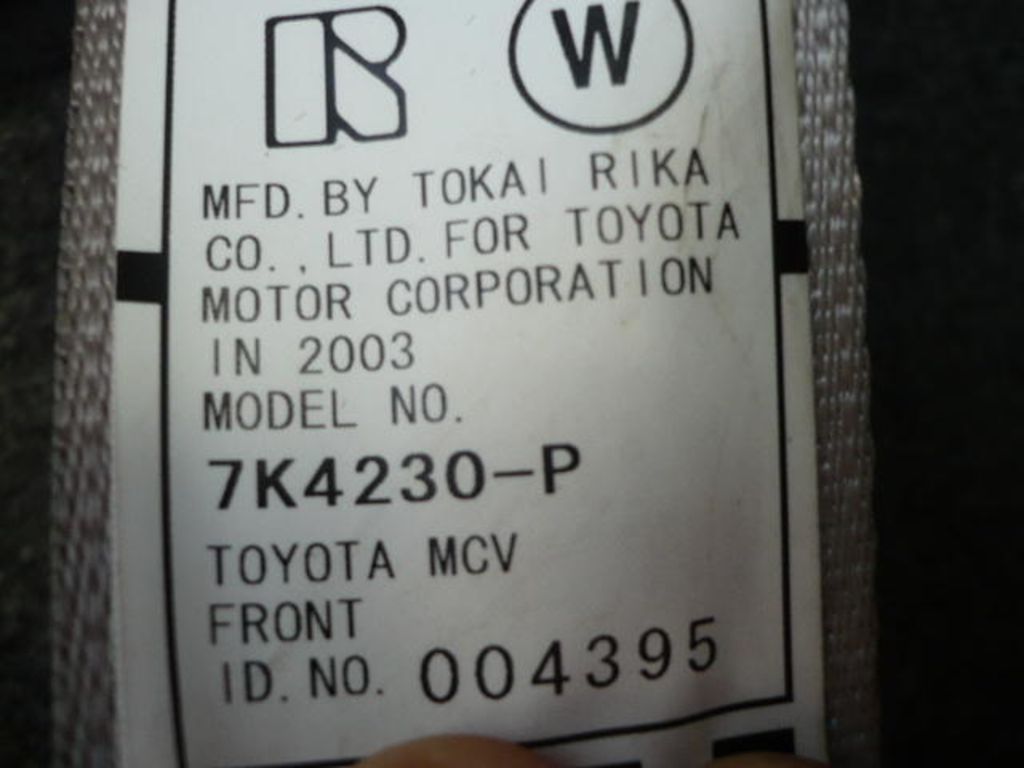 R W
MFD. BY TOKAI RIKA
CO., LTD. FOR TOYOTA
MOTOR CORPORATION
IN 2003
MODEL NO.
7K4230-P
TOYOTA MCV
FRONT
ID. NO. 004395